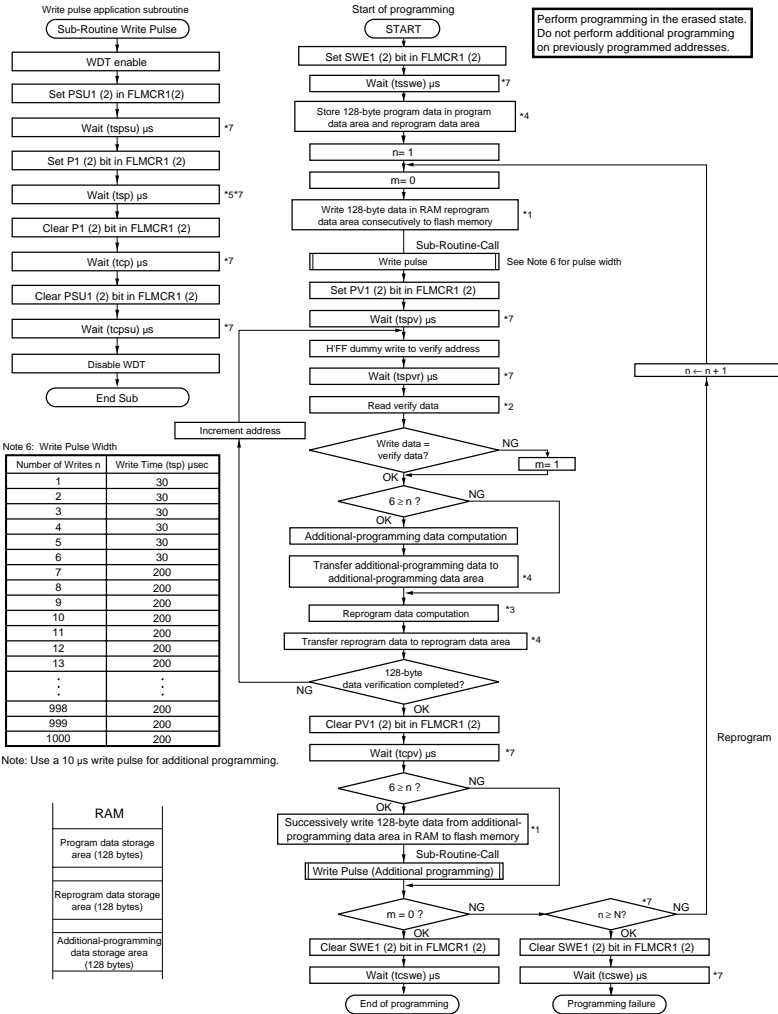 Write pulse application subroutine
Sub-Routine Write Pulse
WDT enable
Set PSU1 (2) in FLMCR1(2)
Wait (tspsu) µs
*7
Set P1 (2) bit in FLMCR1 (2)
Wait (tsp) µs
*5*7
Clear P1 (2) bit in FLMCR1 (2)
Wait (tcp) µs
*7
Clear PSU1 (2) bit in FLMCR1 (2)
Wait (tcpsu) µs
*7
Disable WDT
End Sub
Note 6: Write Pulse Width
Number of Writes n Write Time (tsp) µsec
1 30
2 30
3 30
4 30
5 30
6 30
7 200
8 200
9 200
10 200
11 200
12 200
13 200
998 200
999 200
1000 200
Note: Use a 10 µs write pulse for additional programming.
RAM
Program data storage
area (128 bytes)
Reprogram data storage
area (128 bytes)
Additional-programming
data storage area
(128 bytes)
Start of programming
START
Set SWE1 (2) bit in FLMCR1 (2)
Wait (tsswe) µs
*7
Store 128-byte program data in program
data area and reprogram data area
*4
n= 1
m= 0
Write 128-byte data in RAM reprogram
data area consecutively to flash memory
*1
Sub-Routine-Call
Write pulse
See Note 6 for pulse width
Set PV1 (2) bit in FLMCR1 (2)
Wait (tspv) µs
*7
H'FF dummy write to verify address
Wait (tspvr) µs
*7
Read verify data
*2
Increment address
Write data =
verify data?
NG
m= 1
OK
6 ≥ n ?
NG
OK
Additional-programming data computation
Transfer additional-programming data to
additional-programming data area
*4
Reprogram data computation
*3
Transfer reprogram data to reprogram data area
*4
128-byte
data verification completed?
NG
OK
Clear PV1 (2) bit in FLMCR1 (2)
Wait (tcpv) µs
*7
6 ≥ n ?
NG
OK
Successively write 128-byte data from additional-
programming data area in RAM to flash memory
*1
Sub-Routine-Call
Write Pulse (Additional programming)
m = 0 ?
NG
OK
Clear SWE1 (2) bit in FLMCR1 (2)
Wait (tcswe) µs
End of programming
n ≥ N?
*7
NG
OK
Clear SWE1 (2) bit in FLMCR1 (2)
Wait (tcswe) µs
*7
Programming failure
Perform programming in the erased state.
Do not perform additional programming
on previously programmed addresses.
n ← n + 1
Reprogram